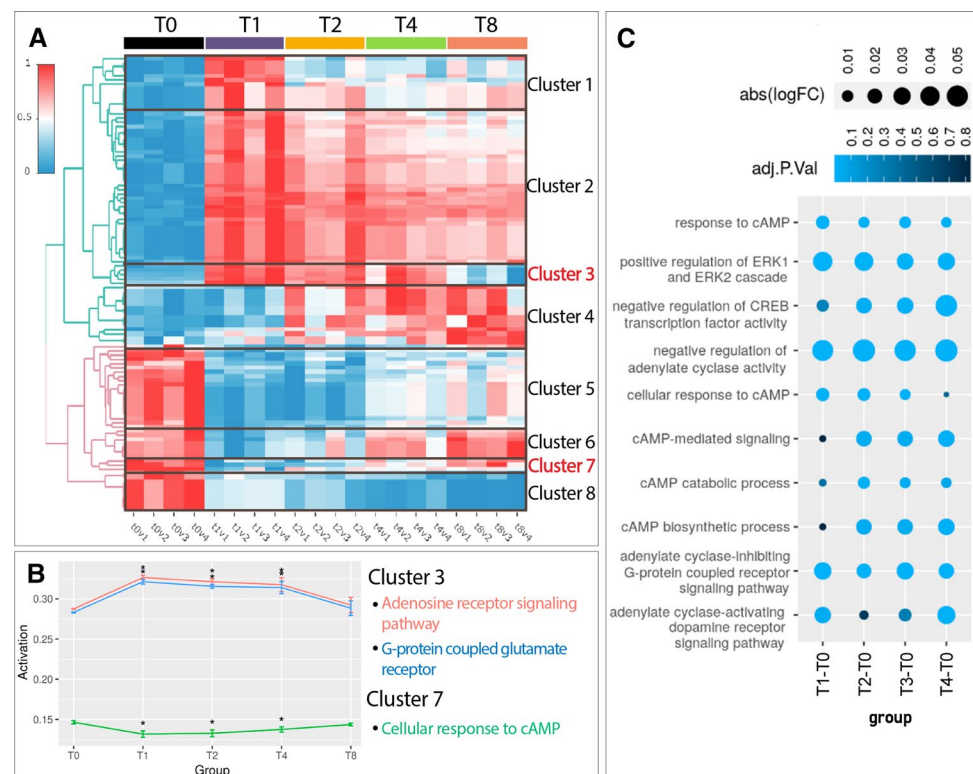 A
T0 T1 T2 T4 T8
1
0.5
0
Cluster 1
Cluster 2
Cluster 3
Cluster 4
Cluster 5
Cluster 6
Cluster 7
Cluster 8
t0v1 t0v2 t0v3 t0v4 t1v1 t1v2 t1v3 t1v4 t2v1 t2v2 t2v3 t2v4 t4v1 t4v2 t4v3 t4v4 t8v1 t8v2 t8v3 t8v4
B
Activation
0.30
0.25
0.20
0.15
* * * * * *
* * *
T0 T1 T2 T4 T8
Group
Cluster 3
• Adenosine receptor signaling
pathway
• G-protein coupled glutamate
receptor
Cluster 7
• Cellular response to cAMP
C
0.01 0.02 0.03 0.04 0.05
abs(logFC)
0.1 0.2 0.3 0.4 0.5 0.6 0.7 0.8
adj.P.Val
response to cAMP
positive regulation of ERK1
and ERK2 cascade
negative regulation of CREB
transcription factor activity
negative regulation of
adenylate cyclase activity
cellular response to cAMP
cAMP-mediated signaling
cAMP catabolic process
cAMP biosynthetic process
adenylate cyclase-inhibiting
G-protein coupled receptor
signaling pathway
adenylate cyclase-activating
dopamine receptor
signaling pathway
T1-T0 T2-T0 T3-T0 T4-T0
group